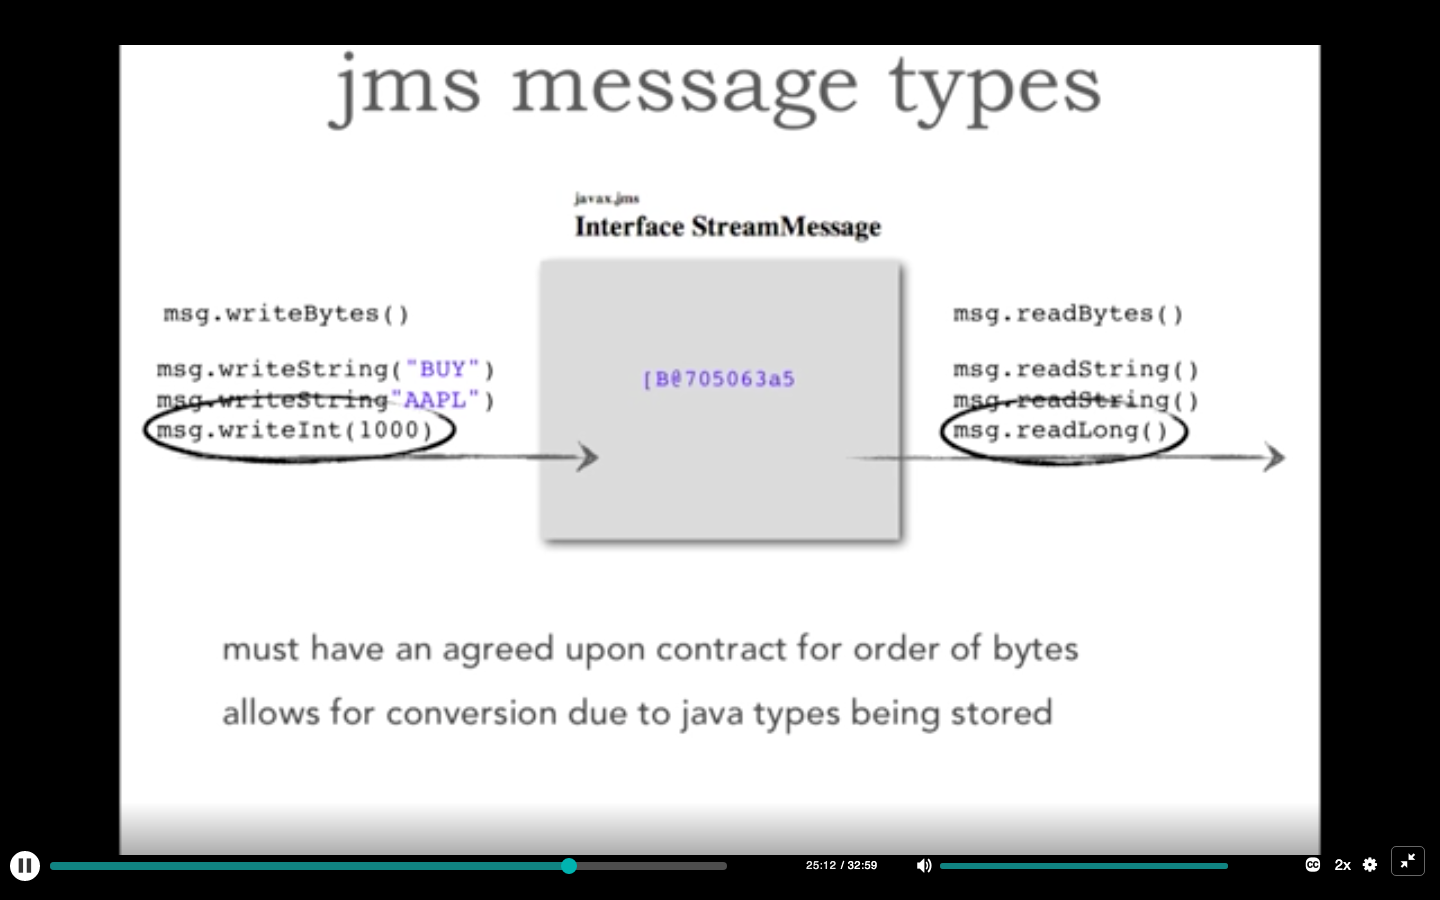 jms message types
javax.jms
Interface StreamMessage
msg.writeBytes()
msg.writeString("BUY")
msg.writeString"AAPL")
msg.writeInt(1000)
[B@705063a5
msg.readBytes()
msg.readString()
msg.readString()
msg.readLong()
must have an agreed upon contract for order of bytes
allows for conversion due to java types being stored
25:12 / 32:59
CC
2x